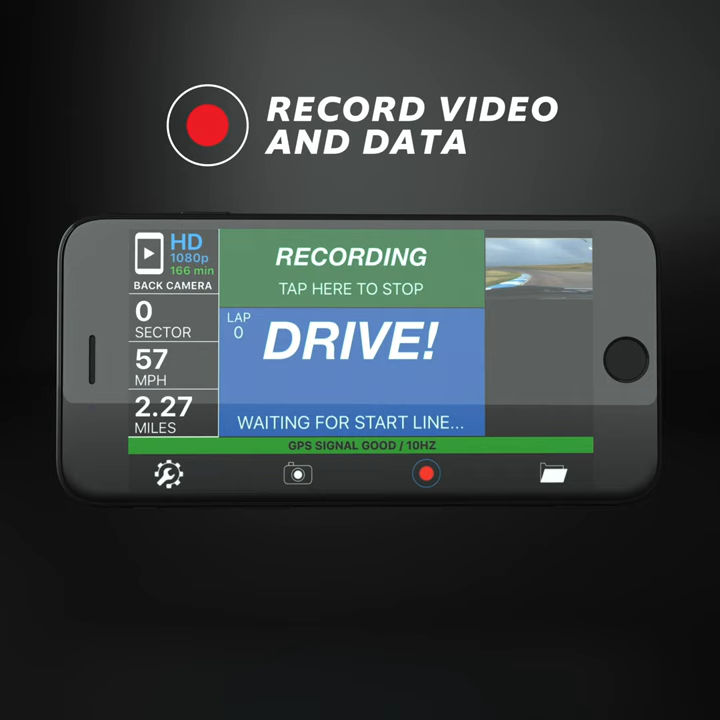 RECORD VIDEO
AND DATA
HD
1080p
166 min
BACK CAMERA
0
SECTOR
57
MPH
2.27
MILES
RECORDING
TAP HERE TO STOP
LAP
0
DRIVE!
WAITING FOR START LINE...
GPS SIGNAL GOOD / 10HZ